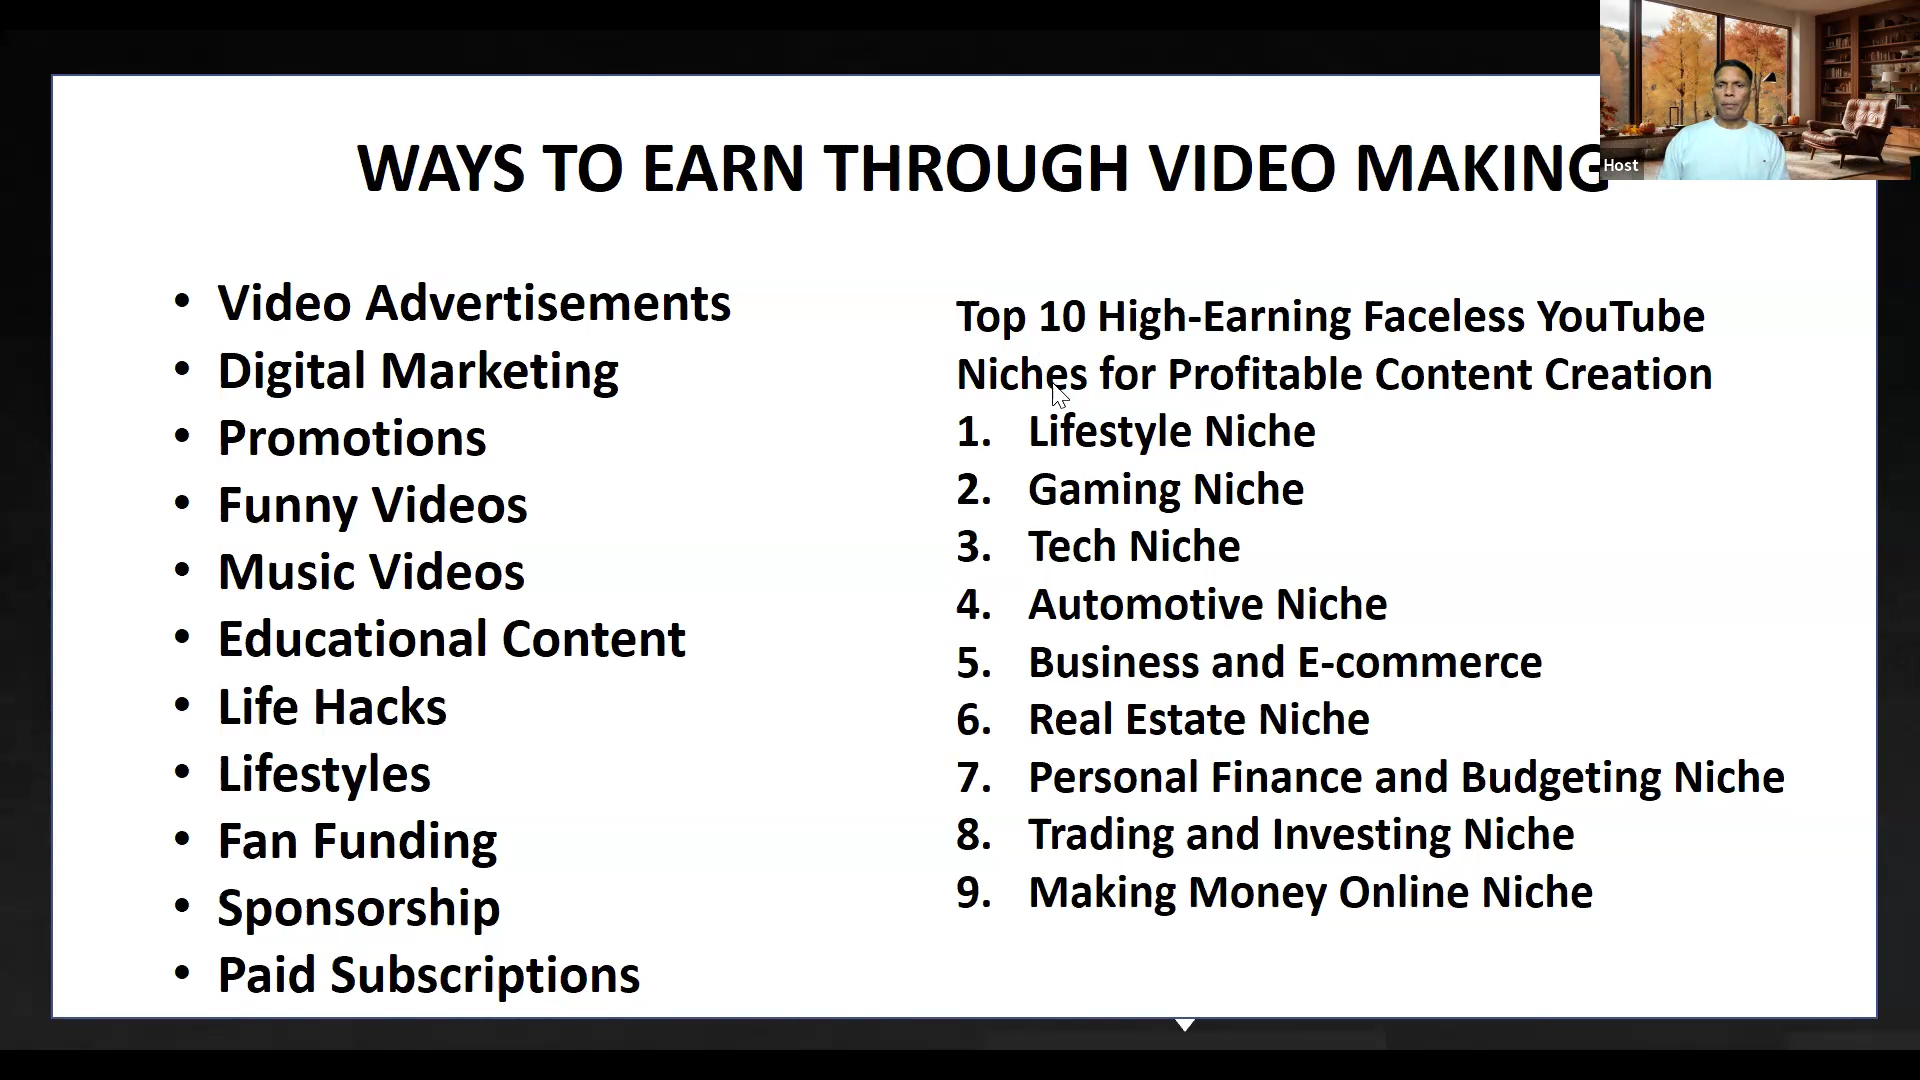 WAYS TO EARN THROUGH VIDEO MAKING
Host
• Video Advertisements
• Digital Marketing
• Promotions
• Funny Videos
• Music Videos
• Educational Content
• Life Hacks
• Lifestyles
• Fan Funding
• Sponsorship
• Paid Subscriptions
Top 10 High-Earning Faceless YouTube
Niches for Profitable Content Creation
1. Lifestyle Niche
2. Gaming Niche
3. Tech Niche
4. Automotive Niche
5. Business and E-commerce
6. Real Estate Niche
7. Personal Finance and Budgeting Niche
8. Trading and Investing Niche
9. Making Money Online Niche